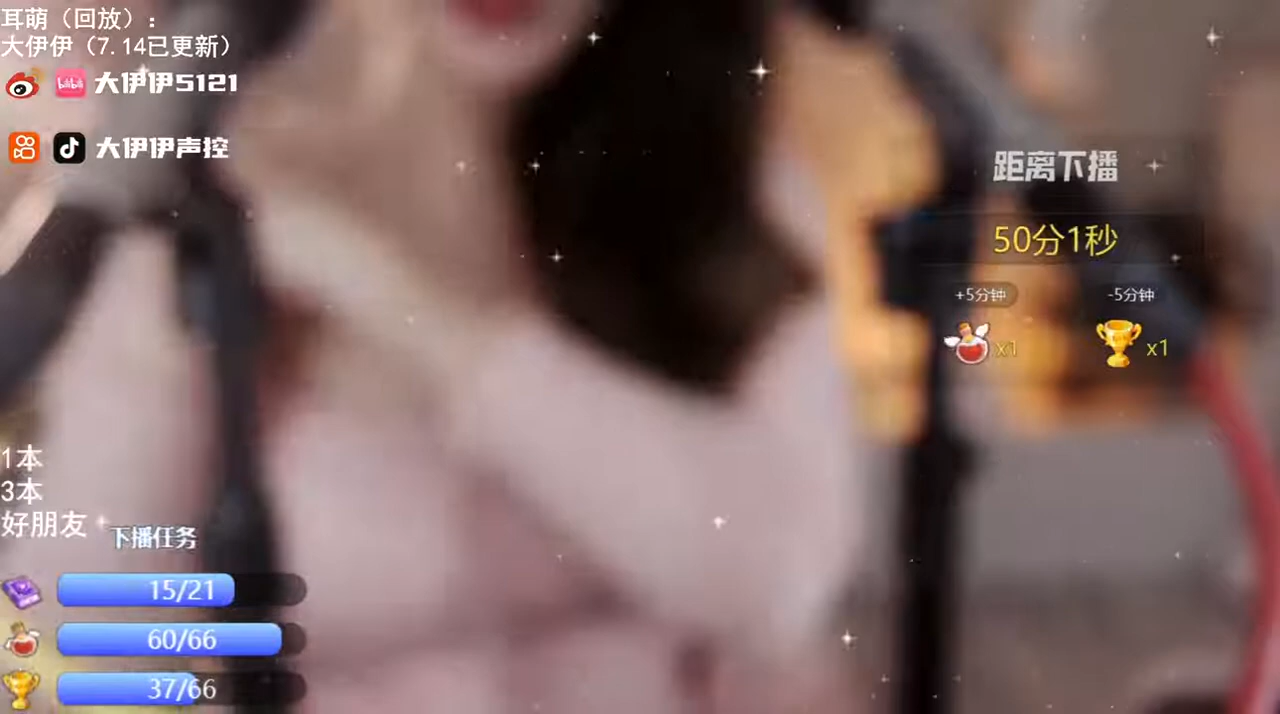 耳萌（回放）：
大伊伊（7.14已更新）
大伊伊5121
大伊伊声控
距离下播
50分1秒
+5分钟
-5分钟
x1
x1
1本
3本
好朋友
下播任务
15/21
60/66
37/66